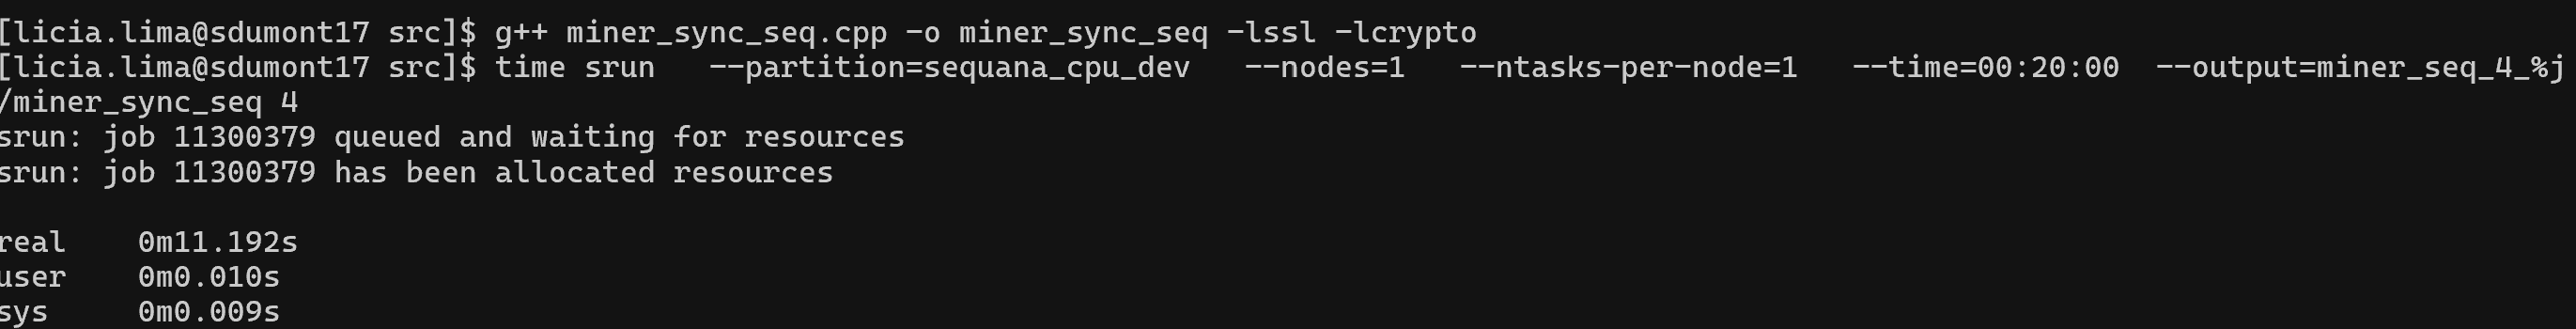 [licia.lima@sdumont17 src]$ g++ miner_sync_seq.cpp -o miner_sync_seq -lssl -lcrypto
[licia.lima@sdumont17 src]$ time srun   --partition=sequana_cpu_dev   --nodes=1   --ntasks-per-node=1   --time=00:20:00  --output=miner_seq_4_%j
/miner_sync_seq 4
srun: job 11300379 queued and waiting for resources
srun: job 11300379 has been allocated resources

real    0m11.192s
user    0m0.010s
sys     0m0.009s